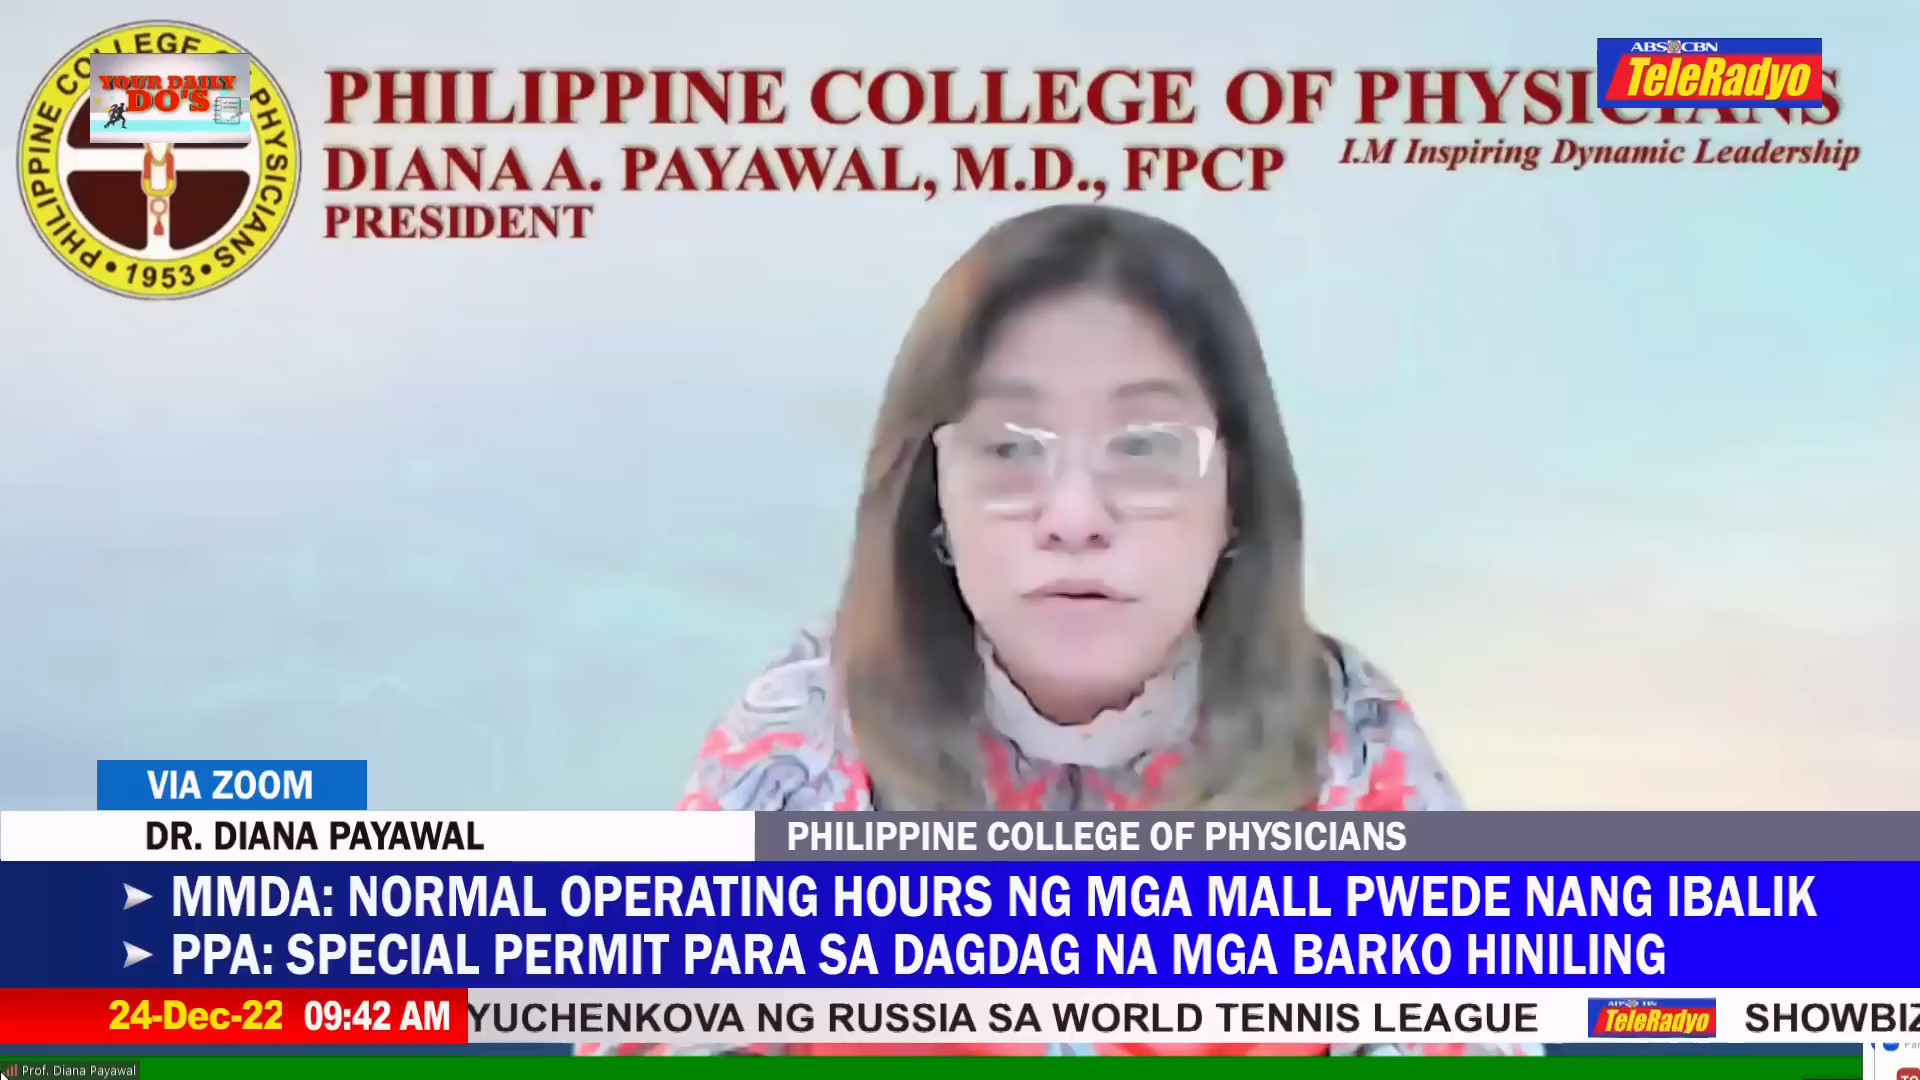 PHILIPPINE COLLEGE OF PHYSICIANS
1953
YOUR DAILY
DO'S
PHILIPPINE COLLEGE OF PHYSICIANS
I.M Inspiring Dynamic Leadership
DIANA A. PAYAWAL, M.D., FPCP
PRESIDENT
ABS-CBN
TeleRadyo
VIA ZOOM
DR. DIANA PAYAWAL
PHILIPPINE COLLEGE OF PHYSICIANS
MMDA: NORMAL OPERATING HOURS NG MGA MALL PWEDE NANG IBALIK
PPA: SPECIAL PERMIT PARA SA DAGDAG NA MGA BARKO HINILING
24-Dec-22 09:42 AM YUCHENKOVA NG RUSSIA SA WORLD TENNIS LEAGUE ABS-CBN TeleRadyo SHOWBIZ
Prof. Diana Payawal